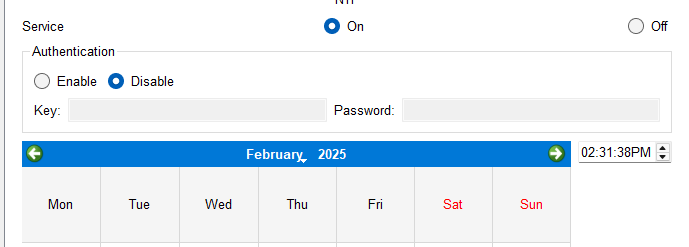 Service On Off
Authentication
Enable Disable
Key: Password:
February 2025 02:31:38PM
Mon Tue Wed Thu Fri Sat Sun